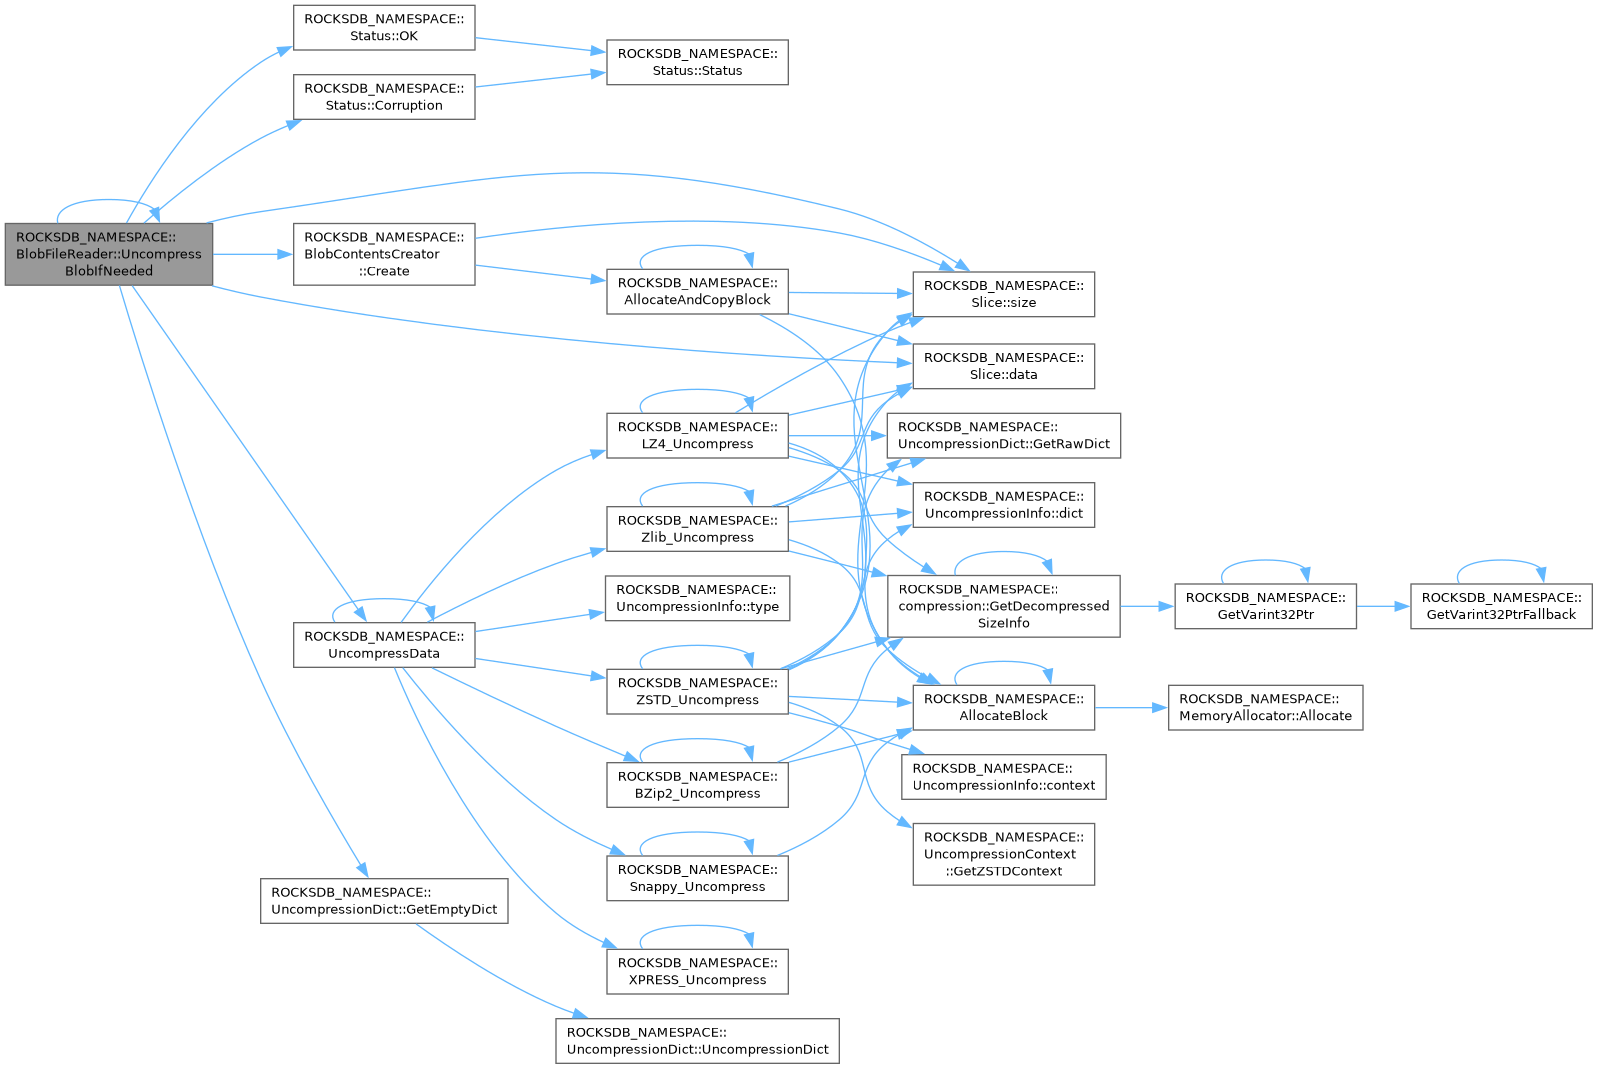 ROCKSDB_NAMESPACE::
Status::OK
ROCKSDB_NAMESPACE::
Status::Status
ROCKSDB_NAMESPACE::
Status::Corruption
ROCKSDB_NAMESPACE::
BlobFileReader::Uncompress
BlobIfNeeded
ROCKSDB_NAMESPACE::
BlobContentsCreator
::Create
ROCKSDB_NAMESPACE::
AllocateAndCopyBlock
ROCKSDB_NAMESPACE::
Slice::size
ROCKSDB_NAMESPACE::
Slice::data
ROCKSDB_NAMESPACE::
LZ4_Uncompress
ROCKSDB_NAMESPACE::
UncompressionDict::GetRawDict
ROCKSDB_NAMESPACE::
UncompressionInfo::dict
ROCKSDB_NAMESPACE::
Zlib_Uncompress
ROCKSDB_NAMESPACE::
UncompressionInfo::type
ROCKSDB_NAMESPACE::
compression::GetDecompressed
SizeInfo
ROCKSDB_NAMESPACE::
GetVarint32Ptr
ROCKSDB_NAMESPACE::
GetVarint32PtrFallback
ROCKSDB_NAMESPACE::
UncompressData
ROCKSDB_NAMESPACE::
ZSTD_Uncompress
ROCKSDB_NAMESPACE::
AllocateBlock
ROCKSDB_NAMESPACE::
MemoryAllocator::Allocate
ROCKSDB_NAMESPACE::
BZip2_Uncompress
ROCKSDB_NAMESPACE::
UncompressionInfo::context
ROCKSDB_NAMESPACE::
UncompressionContext
::GetZSTDContext
ROCKSDB_NAMESPACE::
Snappy_Uncompress
ROCKSDB_NAMESPACE::
UncompressionDict::GetEmptyDict
ROCKSDB_NAMESPACE::
XPRESS_Uncompress
ROCKSDB_NAMESPACE::
UncompressionDict::UncompressionDict